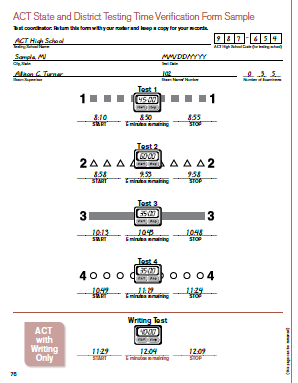 ACT State and District Testing Time Verification Form Sample
Test coordinator: Return this form with your roster and keep a copy for your records.
ACT High School 9 8 7 - 6 5 4
Testing School Name ACT High School Code (for testing school)
Sample, MI MM/DD/YYYY
City, State Test Date
Allison C. Turner 102 0 3 5
Room Supervisor Room Name/Number Number of Examinees
Test 1
1 45:00 1
8:10 8:50 8:55
START 5 minutes remaining STOP
Test 2
2 60:00 2
8:58 9:53 9:58
START 5 minutes remaining STOP
Test 3
3 35:00 3
10:13 10:43 10:48
START 5 minutes remaining STOP
Test 4
4 35:00 4
10:49 11:19 11:24
START 5 minutes remaining STOP
Writing Test
ACT
with
Writing
Only
40:00
11:29 12:04 12:09
START 5 minutes remaining STOP
76